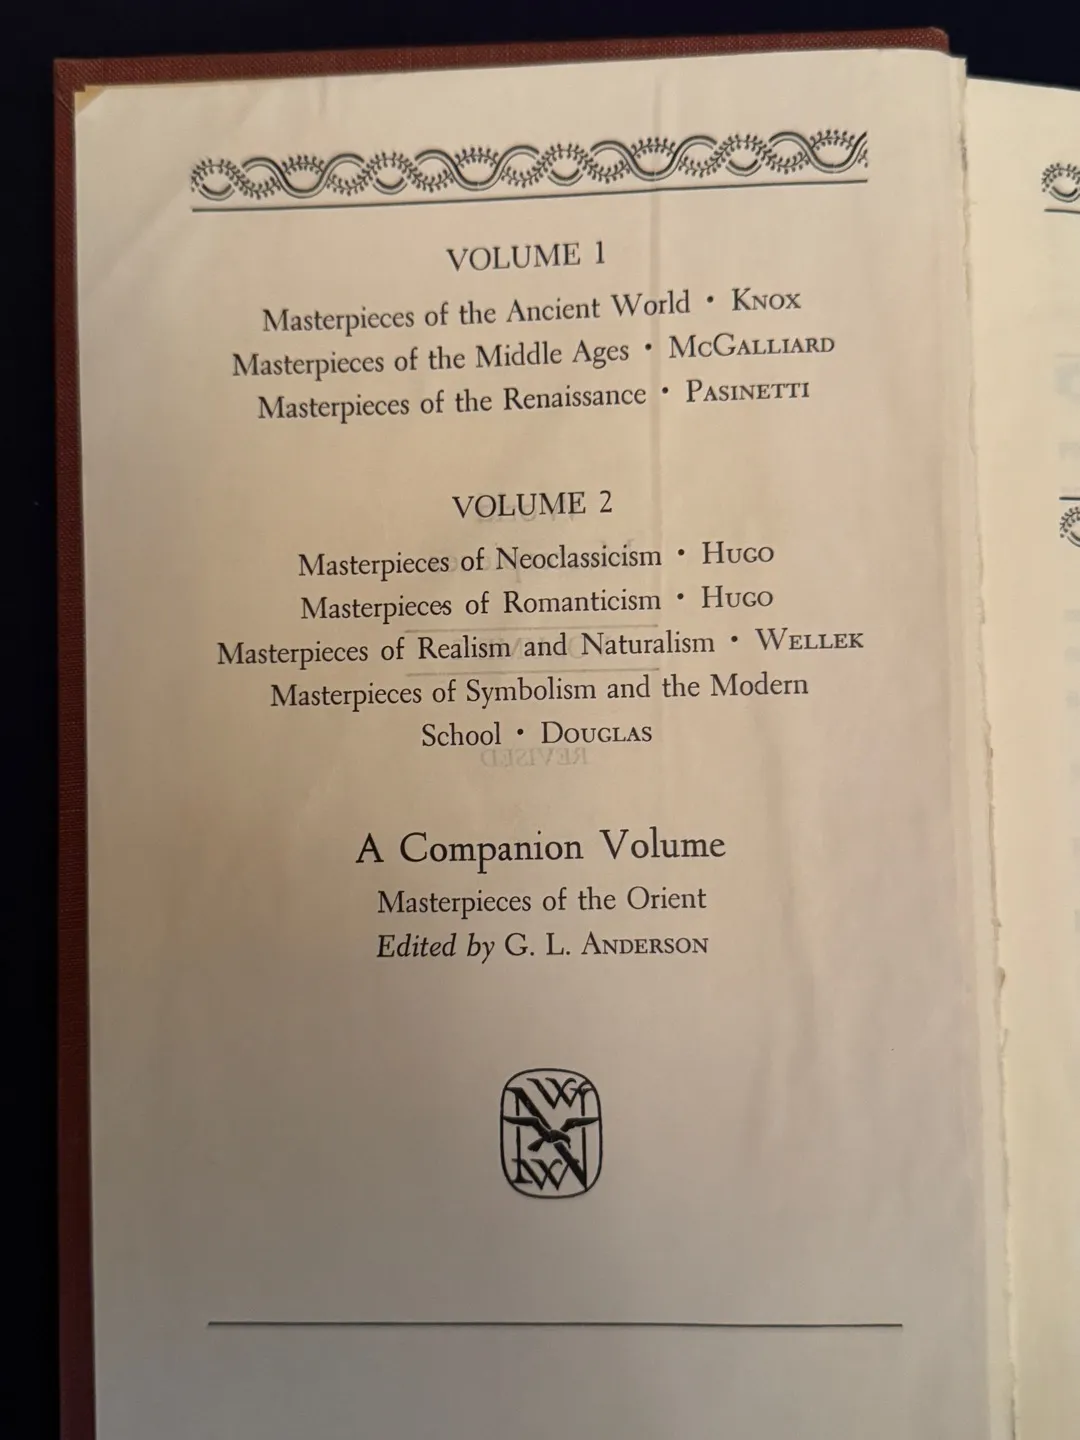 VOLUME 1
Masterpieces of the Ancient World • KNOX
Masterpieces of the Middle Ages • MCGALLIARD
Masterpieces of the Renaissance • PASINETTI
VOLUME 2
Masterpieces of Neoclassicism • HUGO
Masterpieces of Romanticism • HUGO
Masterpieces of Realism and Naturalism • WELLEK
Masterpieces of Symbolism and the Modern
School • DOUGLAS
REVISED
A Companion Volume
Masterpieces of the Orient
Edited by G. L. ANDERSON